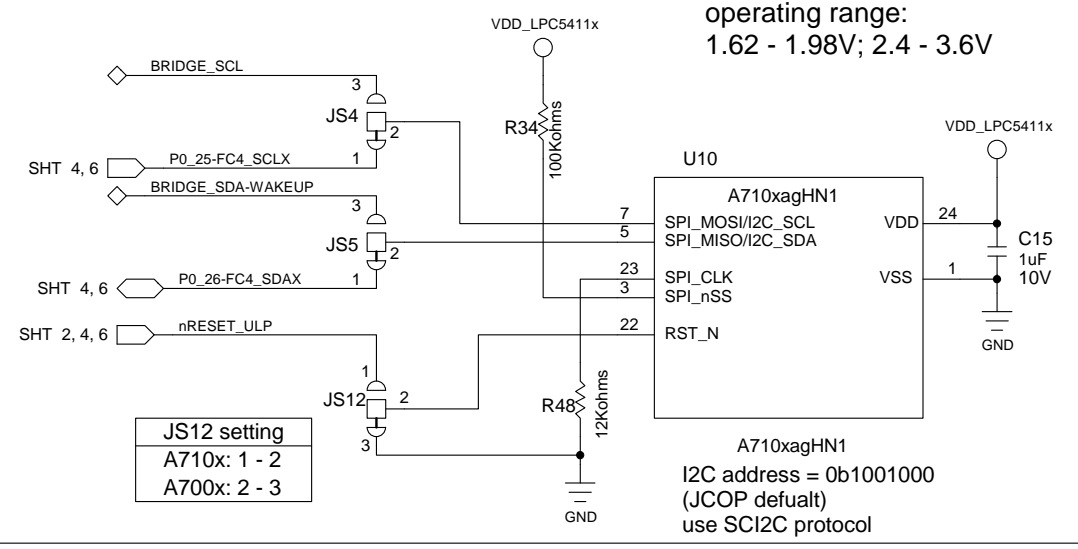 operating range:
1.62 - 1.98V; 2.4 - 3.6V
VDD_LPC5411x
BRIDGE_SCL
3
JS4
2
1
SHT 4, 6
P0_25-FC4_SCLX
BRIDGE_SDA-WAKEUP
3
JS5
2
1
SHT 4, 6
P0_26-FC4_SDAX
SHT 2, 4, 6
nRESET_ULP
1
JS12
2
3
R34
100Kohms
R48
12Kohms
GND
U10
A710xagHN1
7
SPI_MOSI/I2C_SCL
5
SPI_MISO/I2C_SDA
23
SPI_CLK
3
SPI_nSS
22
RST_N
VDD
24
VSS
1
VDD_LPC5411x
C15
1uF
10V
GND
JS12 setting
A710x: 1 - 2
A700x: 2 - 3
A710xagHN1
I2C address = 0b1001000
(JCOP defualt)
use SCI2C protocol